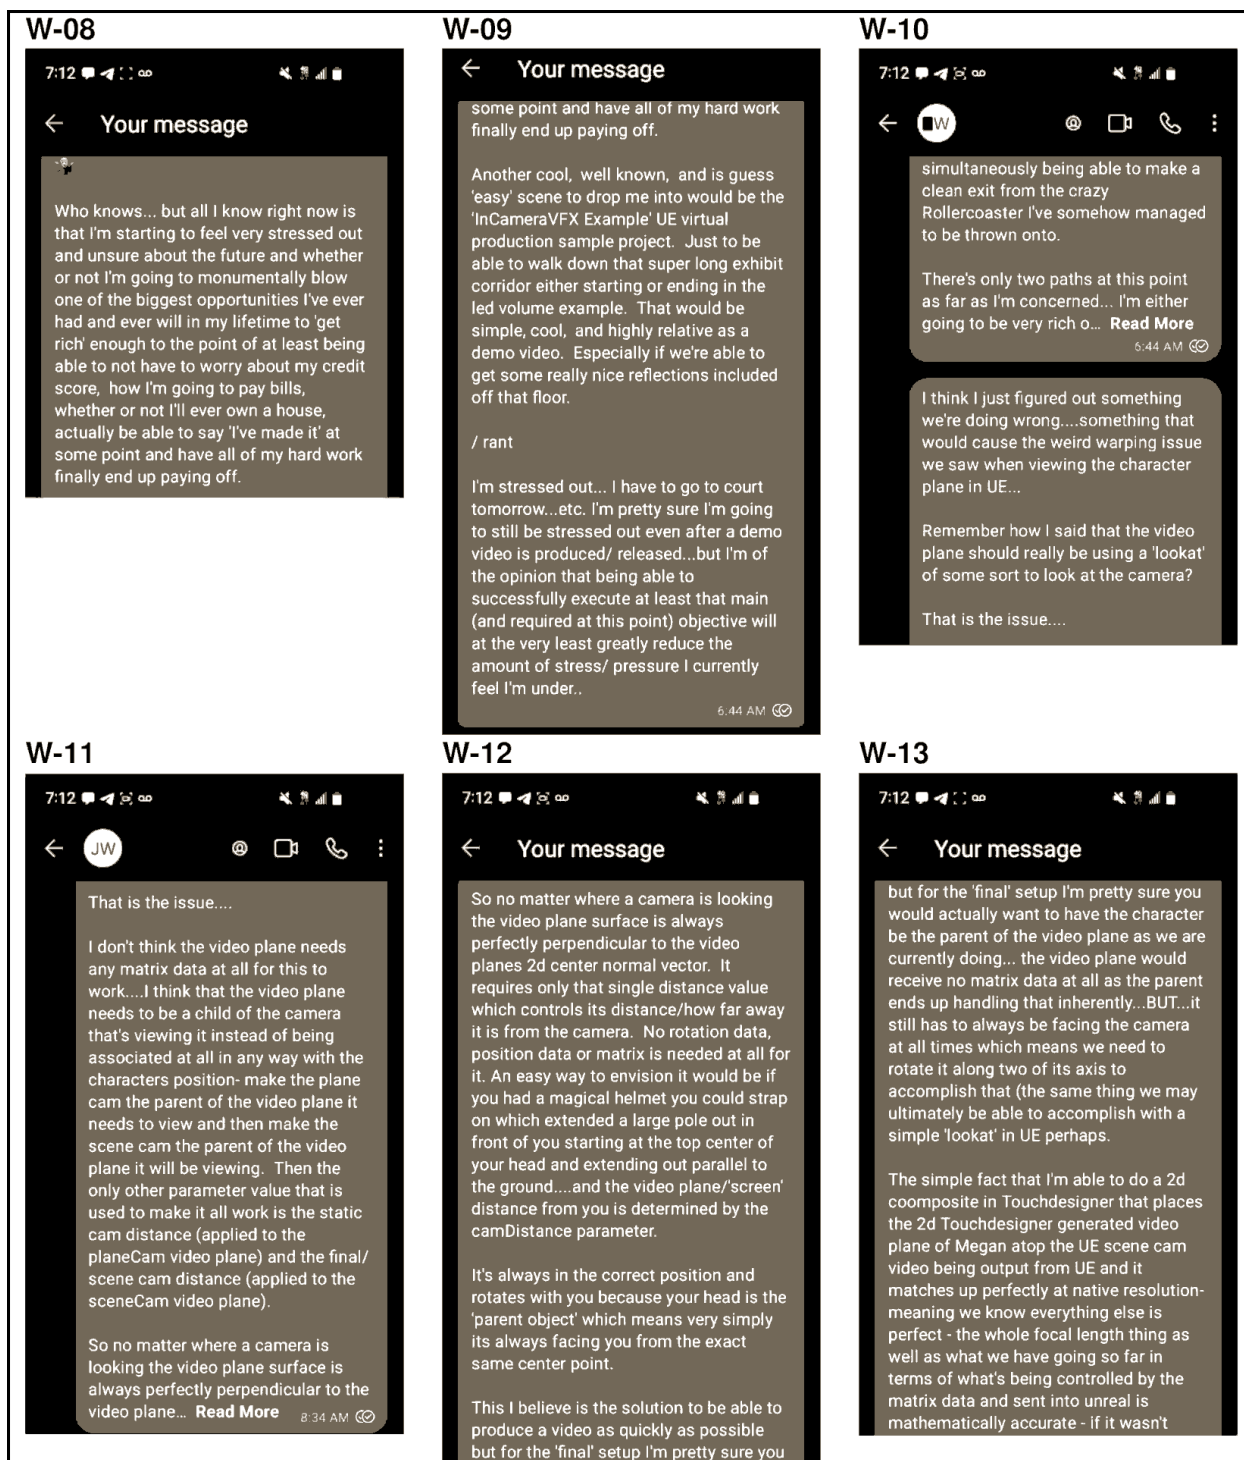 W-08
7:12
Your message
Who knows... but all I know right now is
that I'm starting to feel very stressed out
and unsure about the future and whether
or not I'm going to monumentally blow
one of the biggest opportunities I've ever
had and ever will in my lifetime to 'get
rich' enough to the point of at least being
able to not have to worry about my credit
score, how I'm going to pay bills,
whether or not I'll ever own a house,
actually be able to say 'I've made it' at
some point and have all of my hard work
finally end up paying off.
W-09
Your message
some point and have all of my hard work
finally end up paying off.
Another cool, well known, and is guess
'easy' scene to drop me into would be the
'InCameraVFX Example' UE virtual
production sample project. Just to be
able to walk down that super long exhibit
corridor either starting or ending in the
led volume example. That would be
simple, cool, and highly relative as a
demo video. Especially if we're able to
get some really nice reflections included
off that floor.
/ rant
I'm stressed out... I have to go to court
tomorrow...etc. I'm pretty sure I'm going
to still be stressed out even after a demo
video is produced/ released...but I'm of
the opinion that being able to
successfully execute at least that main
(and required at this point) objective will
at the very least greatly reduce the
amount of stress/ pressure I currently
feel I'm under..
6:44 AM
W-10
7:12
W
simultaneously being able to make a
clean exit from the crazy
Rollercoaster I've somehow managed
to be thrown onto.
There's only two paths at this point
as far as I'm concerned... I'm either
going to be very rich o... Read More
6:44 AM
I think I just figured out something
we're doing wrong....something that
would cause the weird warping issue
we saw when viewing the character
plane in UE...
Remember how I said that the video
plane should really be using a 'lookat'
of some sort to look at the camera?
That is the issue....
W-11
7:12
JW
That is the issue....
I don't think the video plane needs
any matrix data at all for this to
work....I think that the video plane
needs to be a child of the camera
that's viewing it instead of being
associated at all in any way with the
characters position- make the plane
cam the parent of the video plane it
needs to view and then make the
scene cam the parent of the video
plane it will be viewing. Then the
only other parameter value that is
used to make it all work is the static
cam distance (applied to the
planeCam video plane) and the final/
scene cam distance (applied to the
sceneCam video plane).
So no matter where a camera is
looking the video plane surface is
always perfectly perpendicular to the
video plane... Read More
8:34 AM
W-12
7:12
Your message
So no matter where a camera is looking
the video plane surface is always
perfectly perpendicular to the video
planes 2d center normal vector. It
requires only that single distance value
which controls its distance/how far away
it is from the camera. No rotation data,
position data or matrix is needed at all for
it. An easy way to envision it would be if
you had a magical helmet you could strap
on which extended a large pole out in
front of you starting at the top center of
your head and extending out parallel to
the ground....and the video plane/'screen'
distance from you is determined by the
camDistance parameter.
It's always in the correct position and
rotates with you because your head is the
'parent object' which means very simply
its always facing you from the exact
same center point.
This I believe is the solution to be able to
produce a video as quickly as possible
but for the 'final' setup I'm pretty sure you
W-13
7:12
Your message
but for the 'final' setup I'm pretty sure you
would actually want to have the character
be the parent of the video plane as we are
currently doing... the video plane would
receive no matrix data at all as the parent
ends up handling that inherently...BUT...it
still has to always be facing the camera
at all times which means we need to
rotate it along two of its axis to
accomplish that (the same thing we may
ultimately be able to accomplish with a
simple 'lookat' in UE perhaps.
The simple fact that I'm able to do a 2d
coomposite in Touchdesigner that places
the 2d Touchdesigner generated video
plane of Megan atop the UE scene cam
video being output from UE and it
matches up perfectly at native resolution-
meaning we know everything else is
perfect - the whole focal length thing as
well as what we have going so far in
terms of what's being controlled by the
matrix data and sent into unreal is
mathematically accurate - if it wasn't